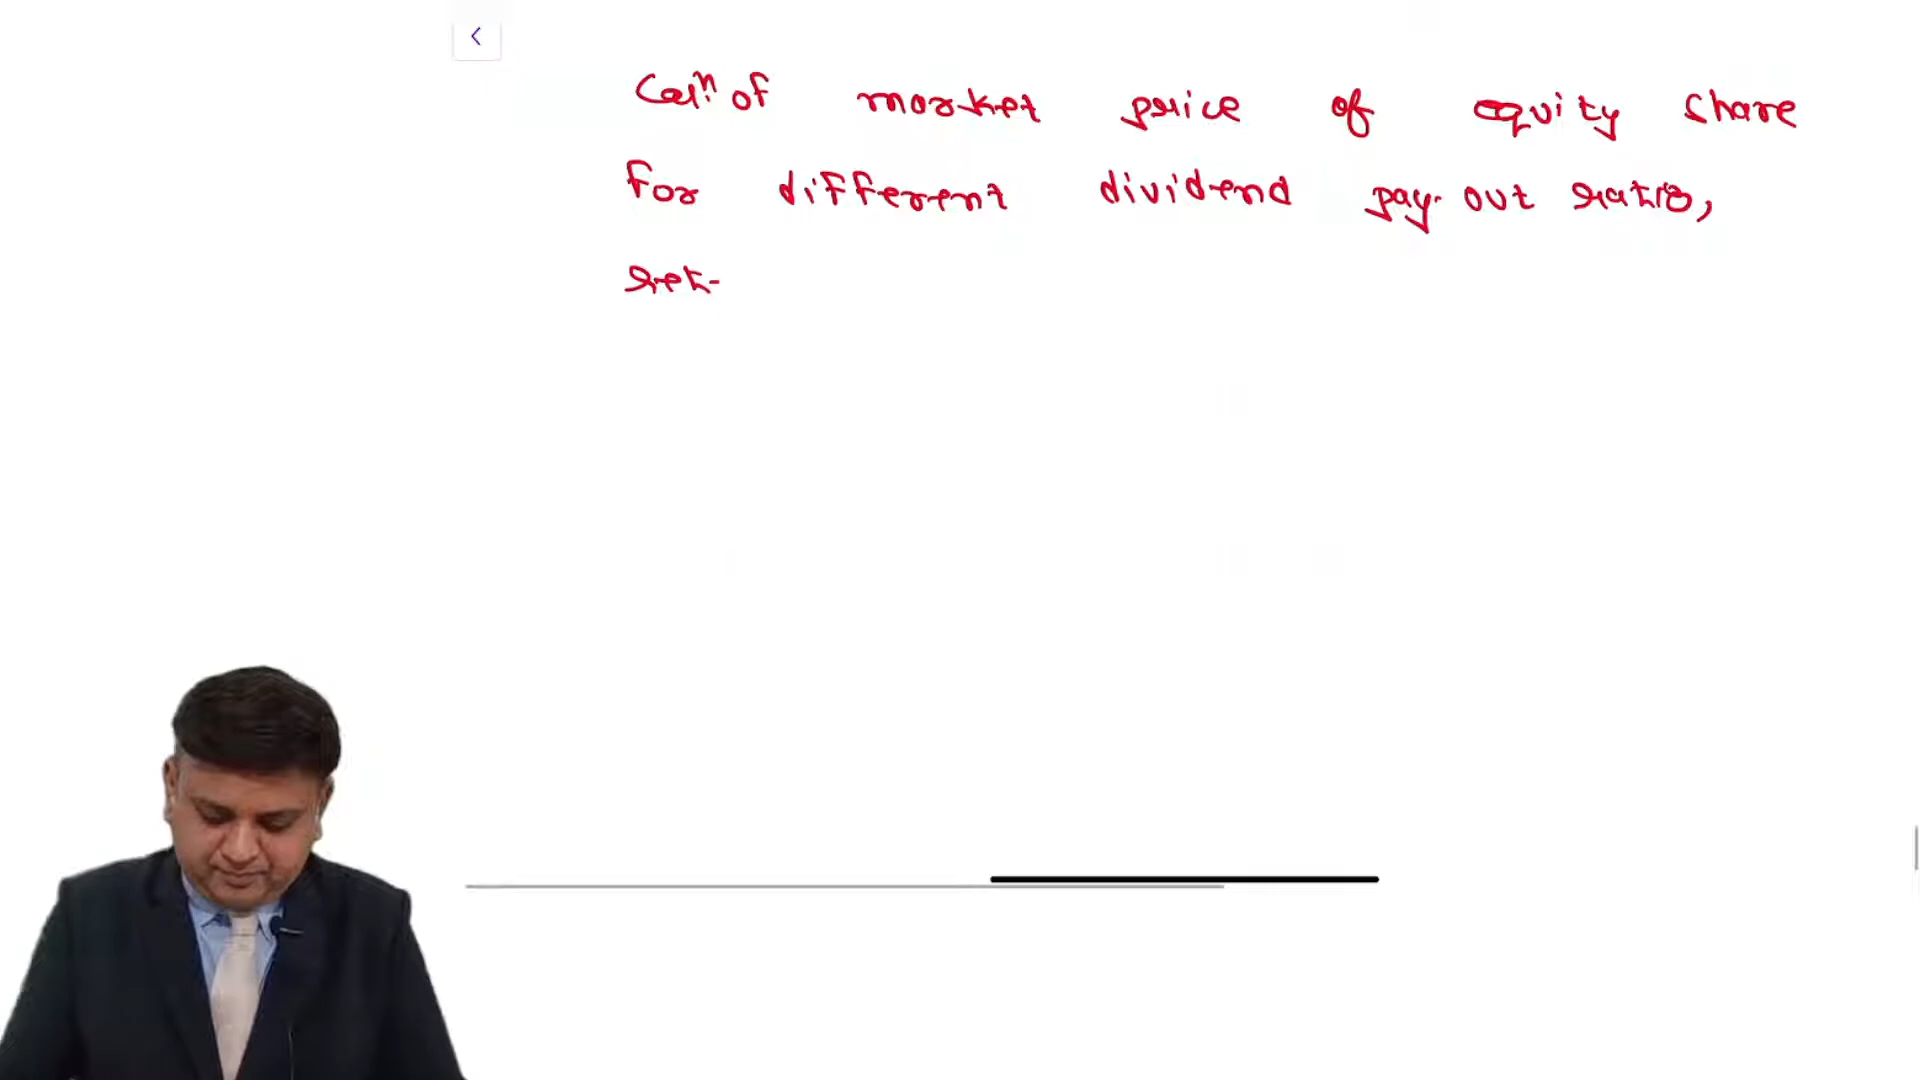 Calⁿ. of market price of equity share
for different dividend pay-out ratio,
ret-